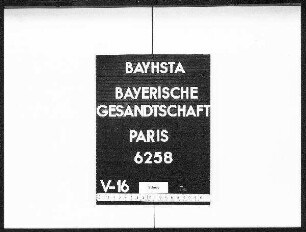 BAYHSTA
BAYERISCHE
GESANDTSCHAFT
PARIS
6258
V-16